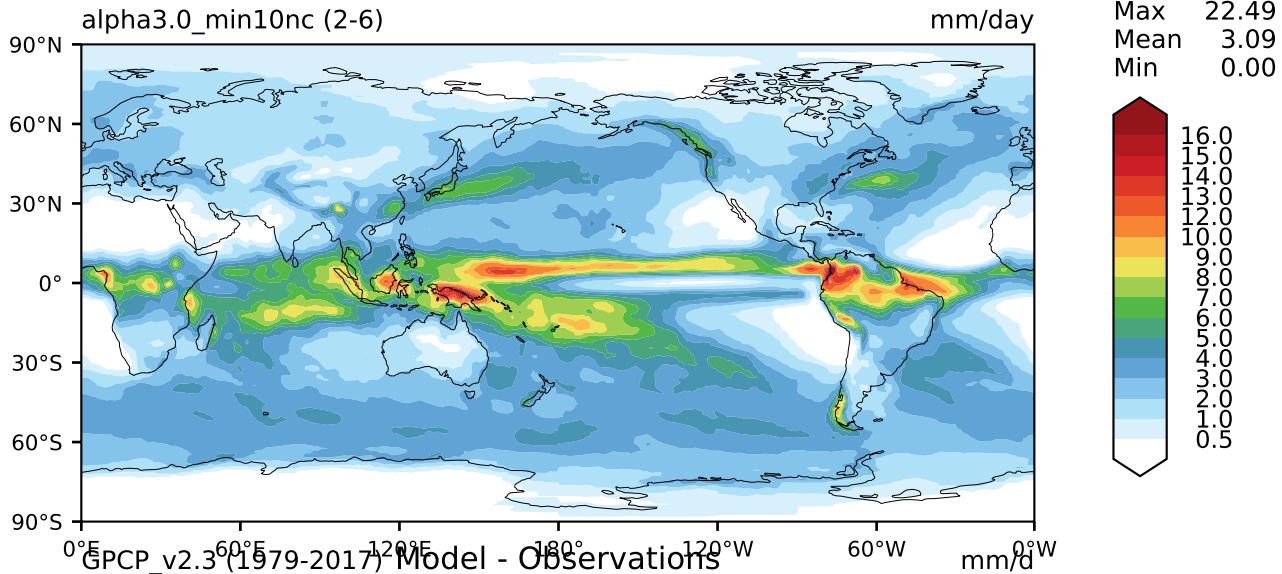 alpha3.0_min10nc (2-6) mm/day
Max 22.49
Mean 3.09
Min 0.00
90°N
60°N
30°N
0°
30°S
60°S
90°S
16.0
15.0
14.0
13.0
12.0
10.0
9.0
8.0
7.0
6.0
5.0
4.0
3.0
2.0
1.0
0.5
0°E 60°E 120°E 180° 120°W 60°W 0°W
GPCP_v2.3 (1979-2017) Model - Observations mm/d